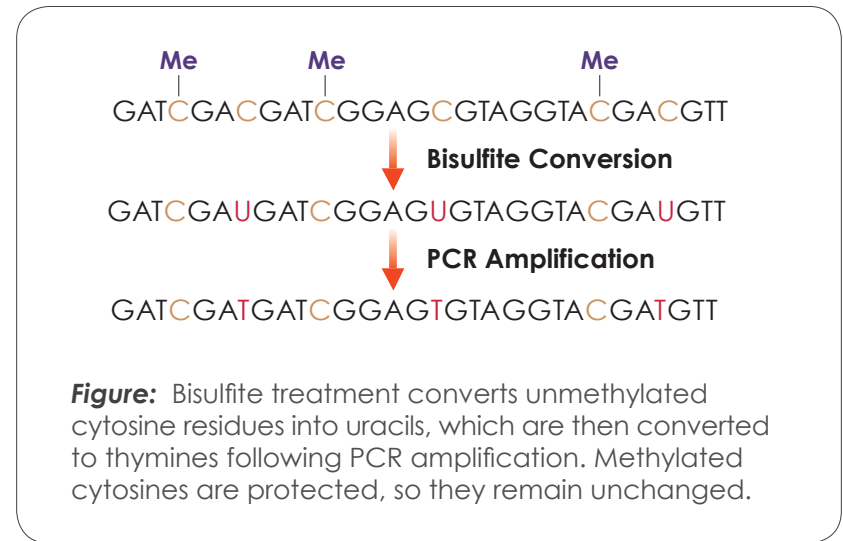 Me Me Me
GATCGACGATCGGAGCGTAGGTACGACGTT
Bisulfite Conversion
GATCGAUGATCGGAGUGTAGGTACGAUGTT
PCR Amplification
GATCGATGATCGGAGTGTAGGTACGATGTT
Figure: Bisulfite treatment converts unmethylated
cytosine residues into uracils, which are then converted
to thymines following PCR amplification. Methylated
cytosines are protected, so they remain unchanged.